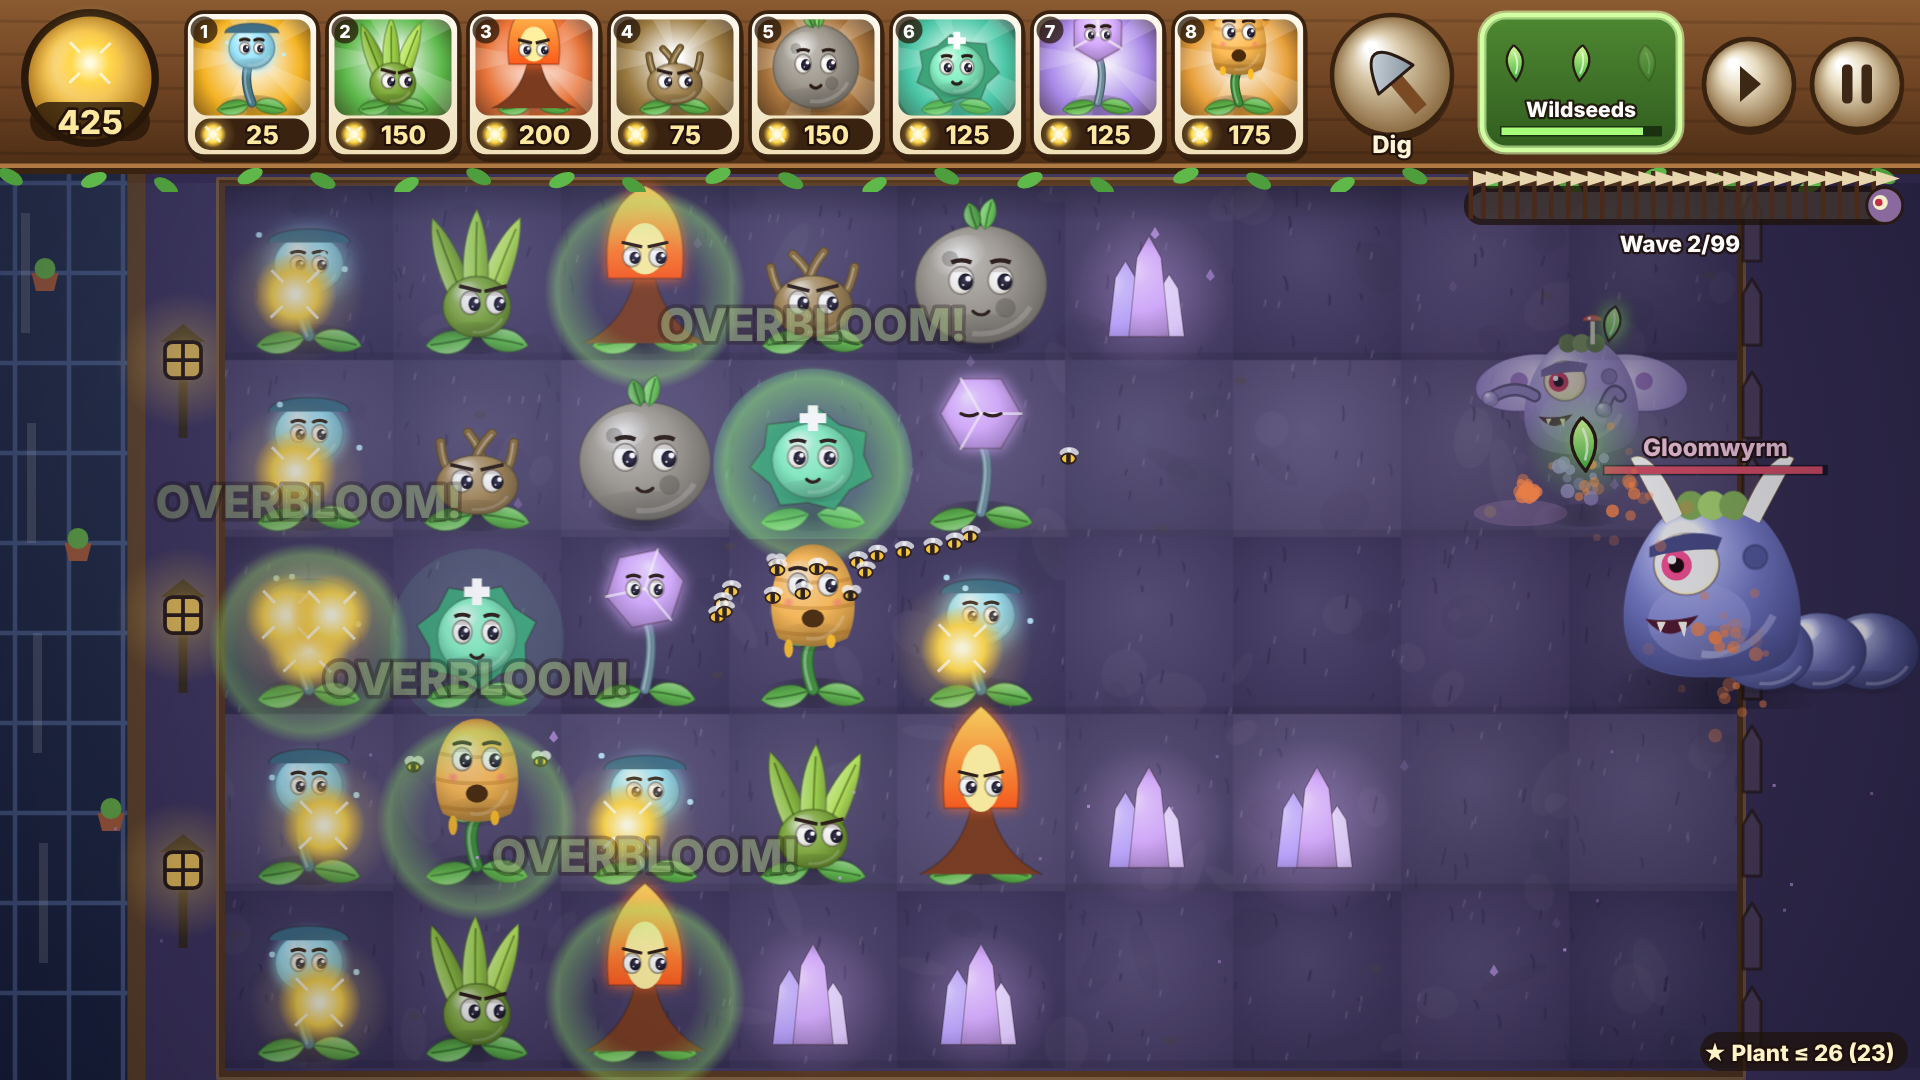 425
1
25
2
150
3
200
4
75
5
150
6
125
7
125
8
175
Dig
Wildseeds
Wave 2/99
OVERBLOOM!
Gloomwyrm
OVERBLOOM!
OVERBLOOM!
OVERBLOOM!
★ Plant ≤ 26 (23)